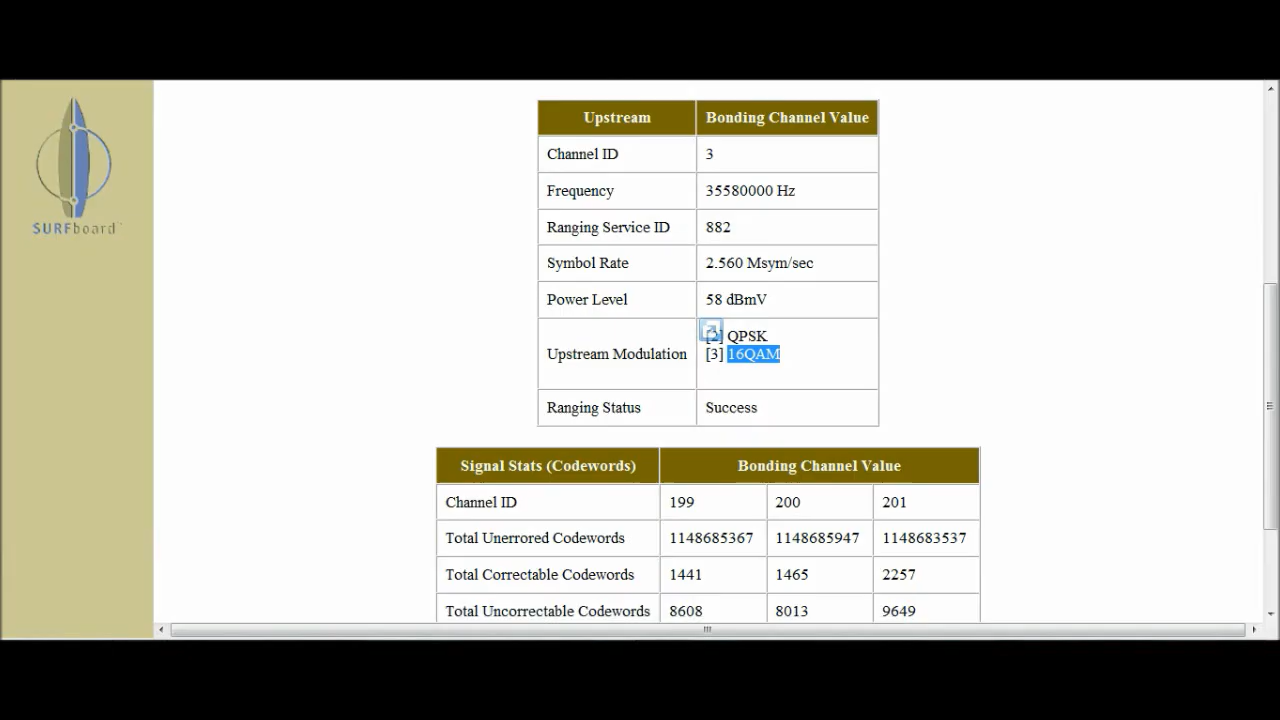 SURFboard
Upstream Bonding Channel Value
Channel ID 3
Frequency 35580000 Hz
Ranging Service ID 882
Symbol Rate 2.560 Msym/sec
Power Level 58 dBmV
Upstream Modulation [2] QPSK
[3] 16QAM
Ranging Status Success
Signal Stats (Codewords) Bonding Channel Value
Channel ID 199 200 201
Total Unerrored Codewords 1148685367 1148685947 1148683537
Total Correctable Codewords 1441 1465 2257
Total Uncorrectable Codewords 8608 8013 9649